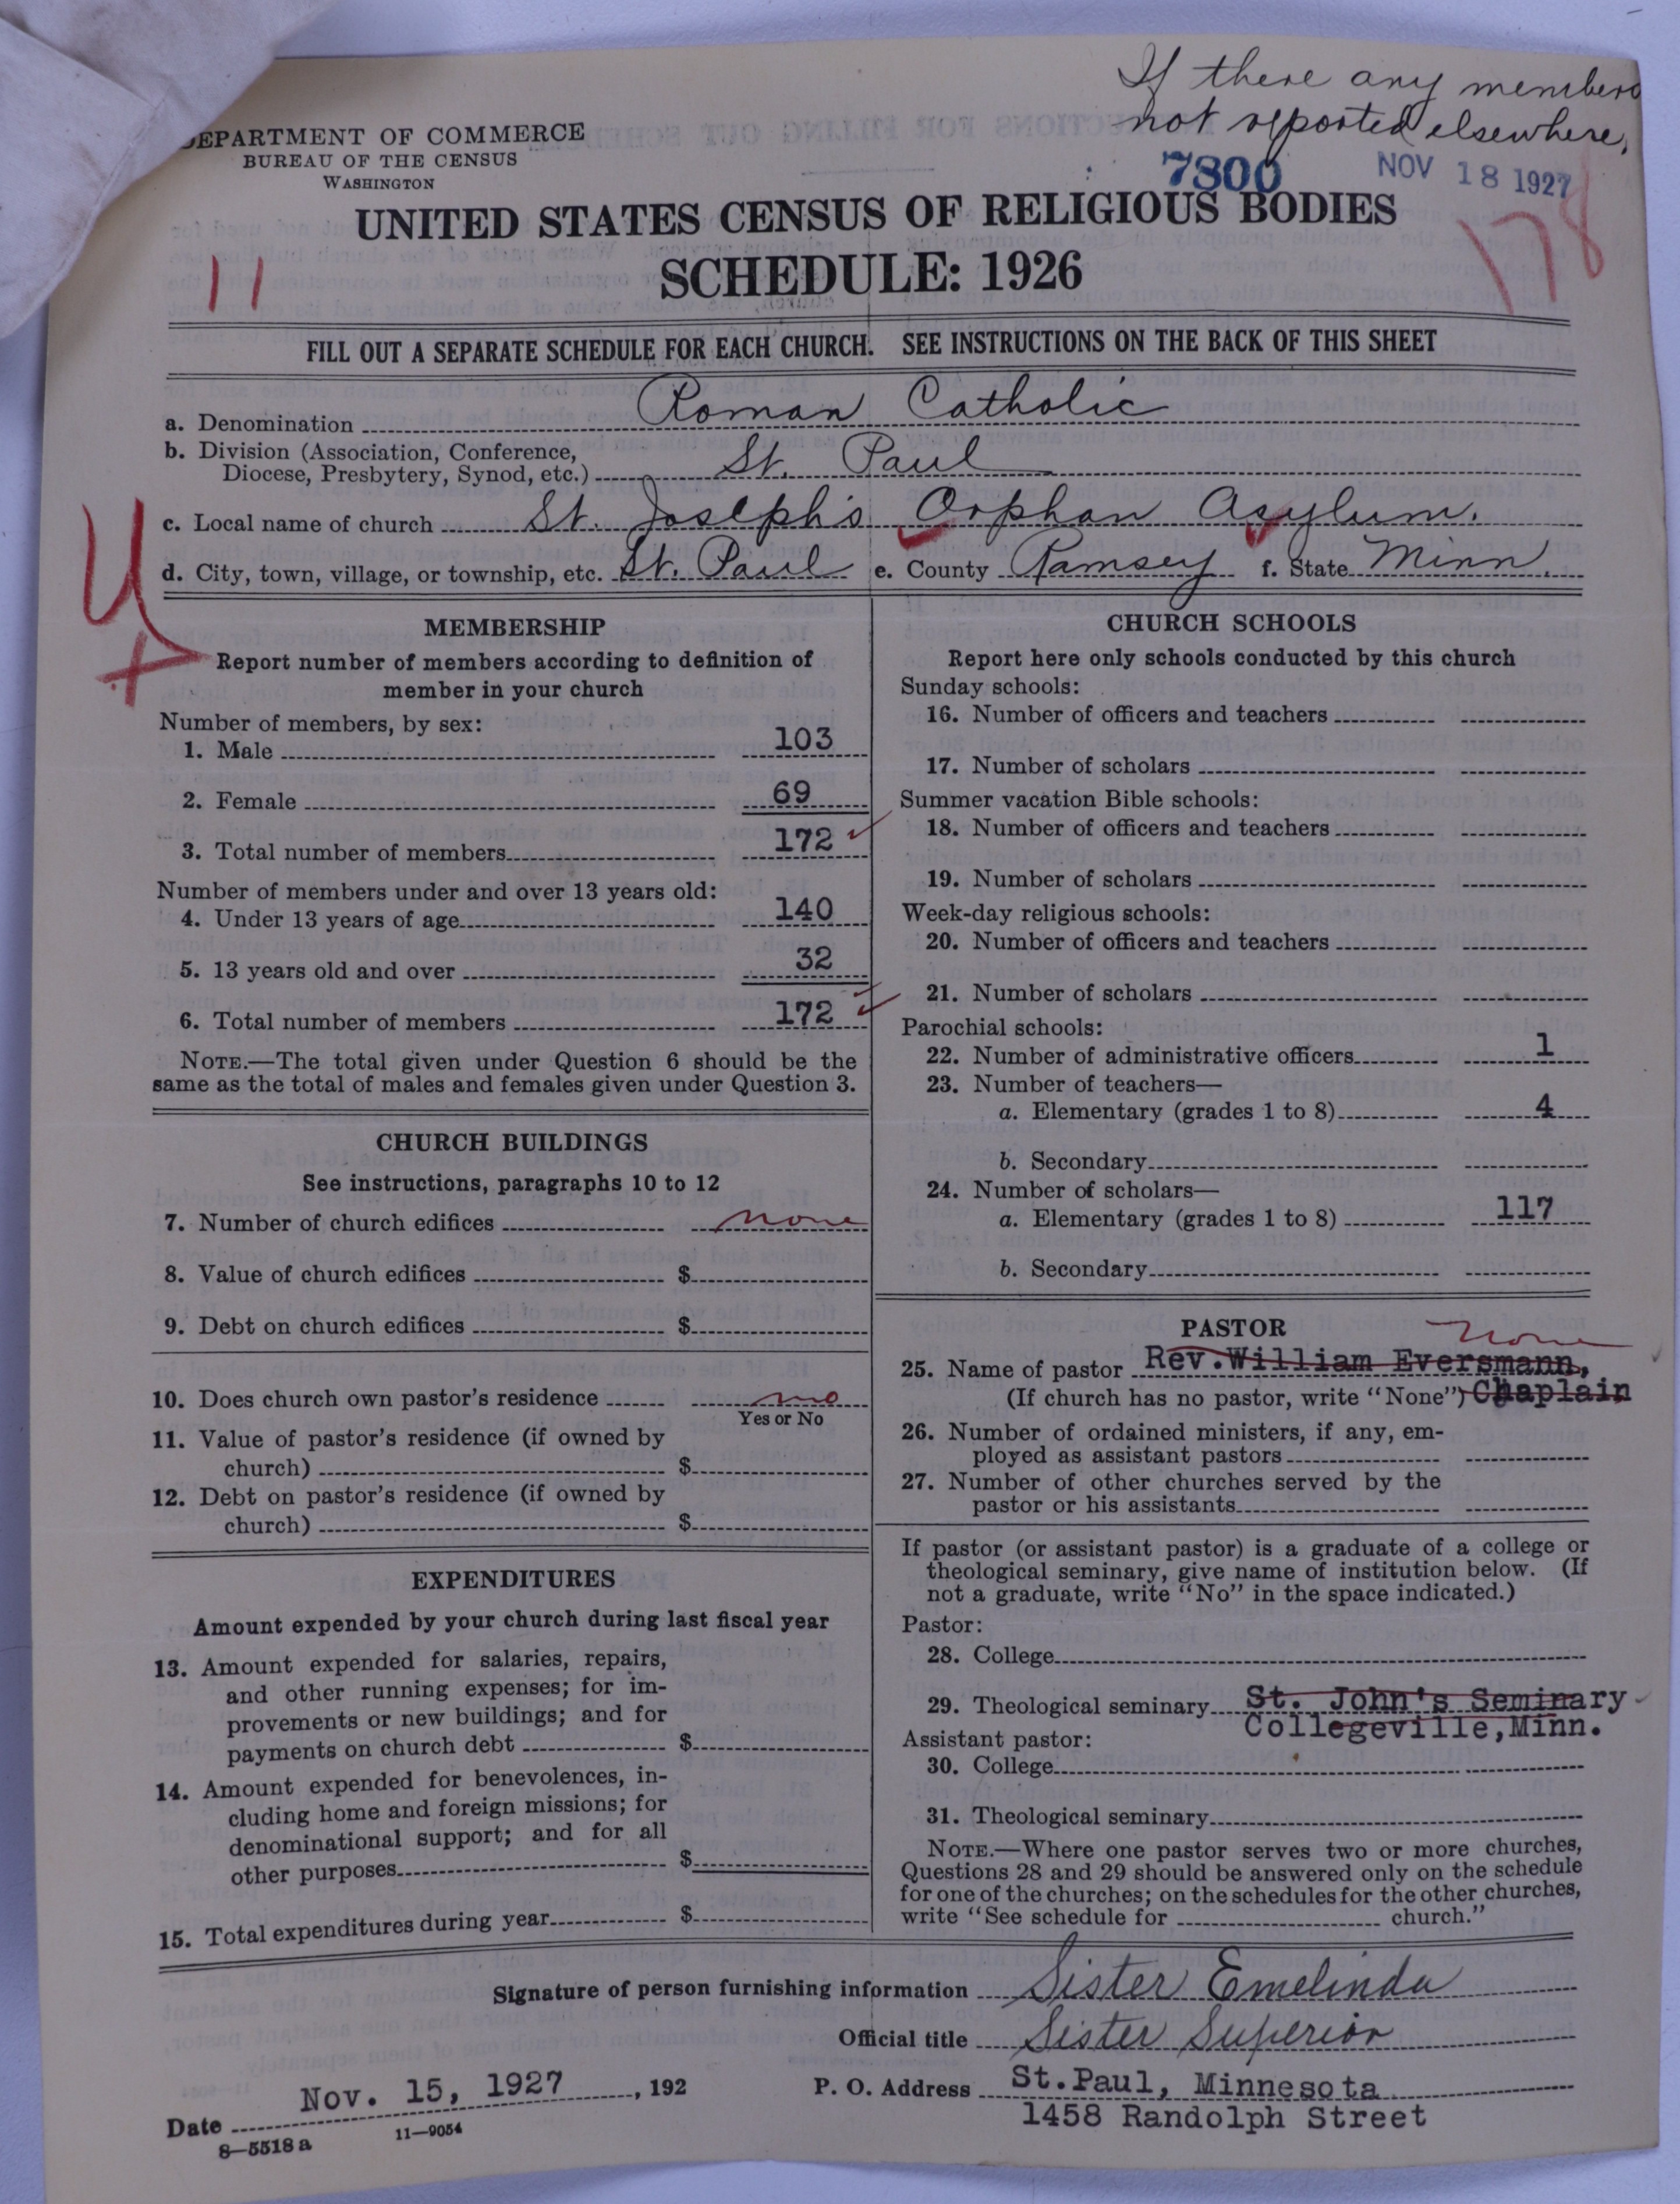 If there any members
not reported elsewhere.
DEPARTMENT OF COMMERCE
BUREAU OF THE CENSUS
WASHINGTON
7800
NOV 18 1927
178
UNITED STATES CENSUS OF RELIGIOUS BODIES
SCHEDULE: 1926
11
FILL OUT A SEPARATE SCHEDULE FOR EACH CHURCH. SEE INSTRUCTIONS ON THE BACK OF THIS SHEET
a. Denomination Roman Catholic
b. Division (Association, Conference,
Diocese, Presbytery, Synod, etc.) St. Paul
c. Local name of church St. Joseph's Orphan Asylum.
d. City, town, village, or township, etc. St. Paul e. County Ramsey f. State Minn.
MEMBERSHIP
Report number of members according to definition of
member in your church
Number of members, by sex:
1. Male 103
2. Female 69
3. Total number of members 172
Number of members under and over 13 years old:
4. Under 13 years of age 140
5. 13 years old and over 32
6. Total number of members 172
NOTE.—The total given under Question 6 should be the
same as the total of males and females given under Question 3.
CHURCH BUILDINGS
See instructions, paragraphs 10 to 12
7. Number of church edifices none
8. Value of church edifices $
9. Debt on church edifices $
10. Does church own pastor's residence no
Yes or No
11. Value of pastor's residence (if owned by
church) $
12. Debt on pastor's residence (if owned by
church) $
EXPENDITURES
Amount expended by your church during last fiscal year
13. Amount expended for salaries, repairs,
and other running expenses; for im-
provements or new buildings; and for
payments on church debt $
14. Amount expended for benevolences, in-
cluding home and foreign missions; for
denominational support; and for all
other purposes $
15. Total expenditures during year $
CHURCH SCHOOLS
Report here only schools conducted by this church
Sunday schools:
16. Number of officers and teachers
17. Number of scholars
Summer vacation Bible schools:
18. Number of officers and teachers
19. Number of scholars
Week-day religious schools:
20. Number of officers and teachers
21. Number of scholars
Parochial schools:
22. Number of administrative officers 1
23. Number of teachers—
a. Elementary (grades 1 to 8) 4
b. Secondary
24. Number of scholars—
a. Elementary (grades 1 to 8) 117
b. Secondary
PASTOR
none
25. Name of pastor Rev.William Eversmann,
(If church has no pastor, write "None") Chaplain
26. Number of ordained ministers, if any, em-
ployed as assistant pastors
27. Number of other churches served by the
pastor or his assistants
If pastor (or assistant pastor) is a graduate of a college or
theological seminary, give name of institution below. (If
not a graduate, write "No" in the space indicated.)
Pastor:
28. College
29. Theological seminary St. John's Seminary
Collegeville,Minn.
Assistant pastor:
30. College
31. Theological seminary
NOTE.—Where one pastor serves two or more churches,
Questions 28 and 29 should be answered only on the schedule
for one of the churches; on the schedules for the other churches,
write "See schedule for church."
Signature of person furnishing information Sister Emelinda
Official title Sister Superior
Date Nov. 15, 1927, 192
P. O. Address St.Paul, Minnesota
1458 Randolph Street
8—5518 a 11—9054